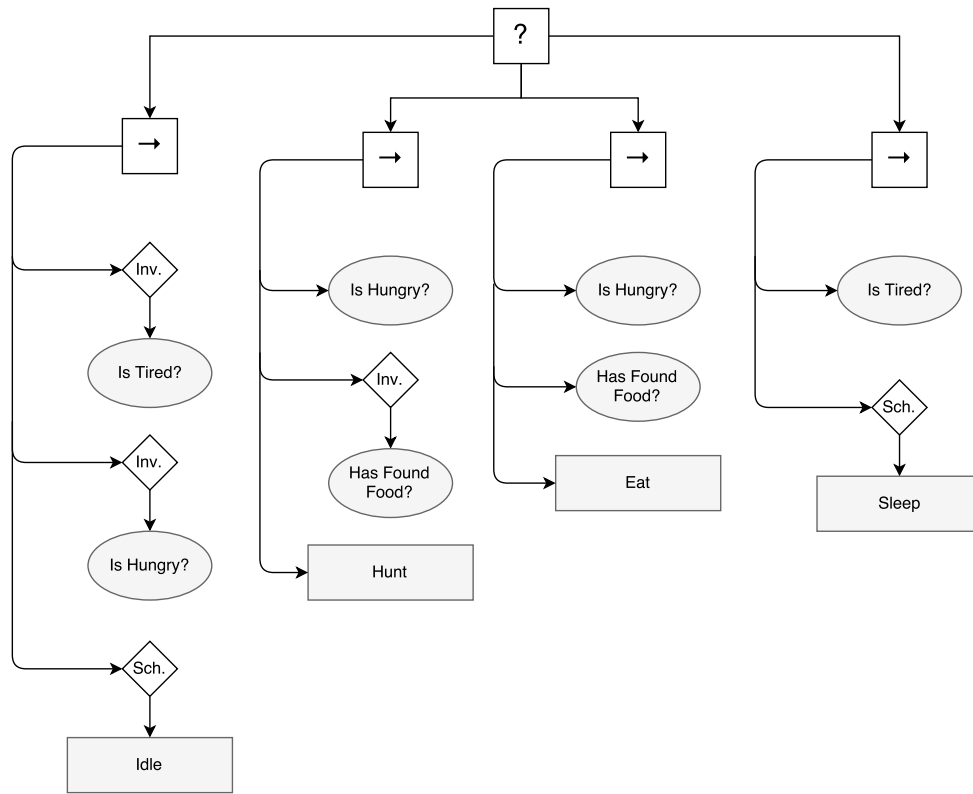 ?
→
→
→
→
Inv.
Is Tired?
Inv.
Is Hungry?
Sch.
Idle
Is Hungry?
Inv.
Has Found
Food?
Hunt
Is Hungry?
Has Found
Food?
Eat
Is Tired?
Sch.
Sleep